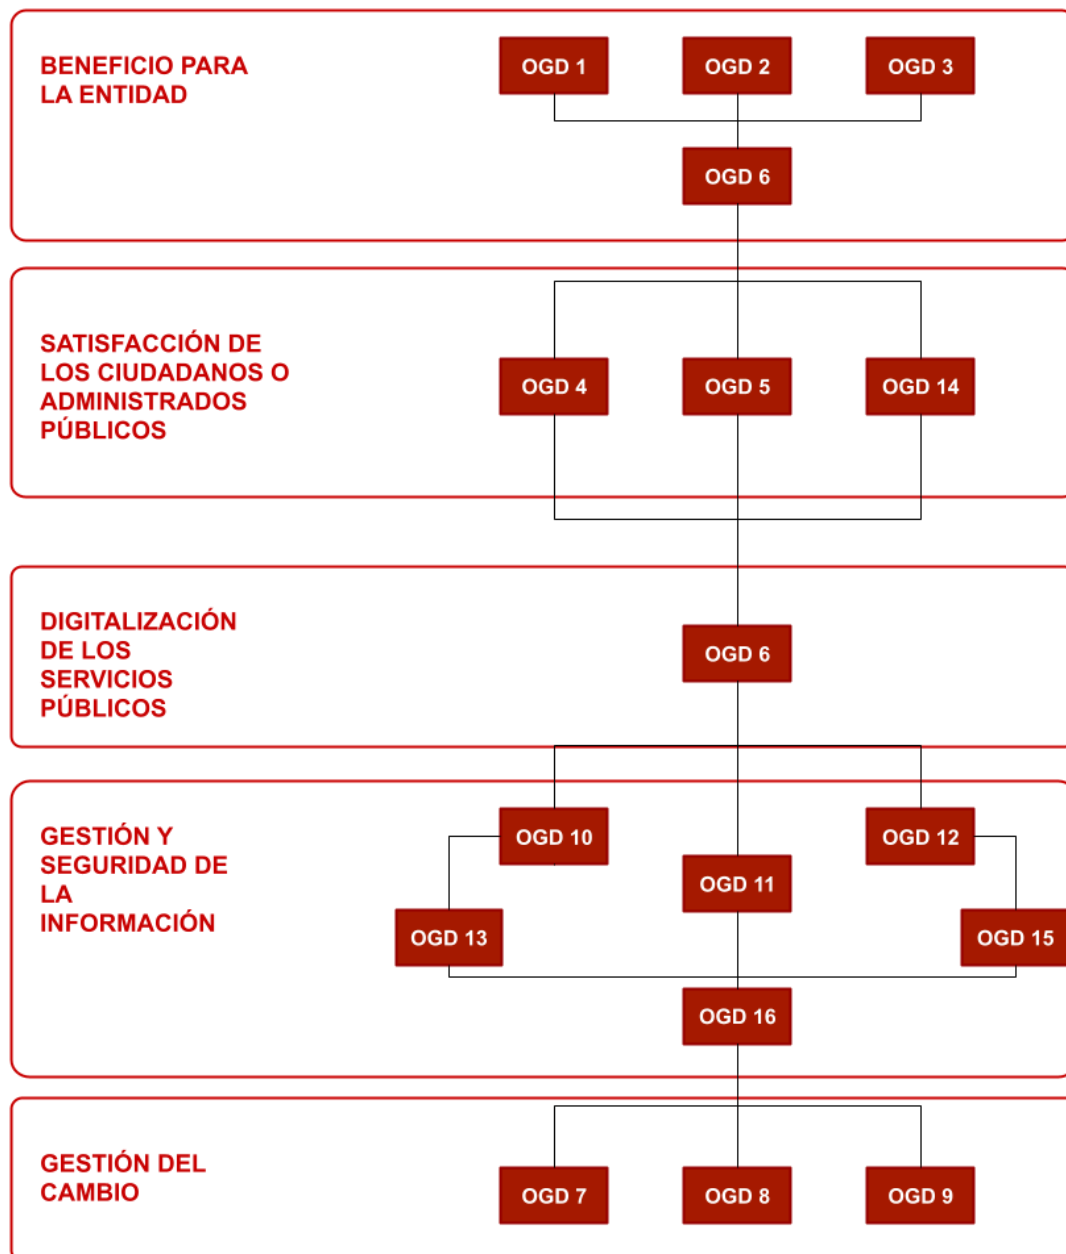 BENEFICIO PARA
LA ENTIDAD
OGD 1
OGD 2
OGD 3
OGD 6
SATISFACCIÓN DE
LOS CIUDADANOS O
ADMINISTRADOS
PÚBLICOS
OGD 4
OGD 5
OGD 14
DIGITALIZACIÓN
DE LOS
SERVICIOS
PÚBLICOS
OGD 6
GESTIÓN Y
SEGURIDAD DE
LA
INFORMACIÓN
OGD 10
OGD 12
OGD 11
OGD 13
OGD 15
OGD 16
GESTIÓN DEL
CAMBIO
OGD 7
OGD 8
OGD 9